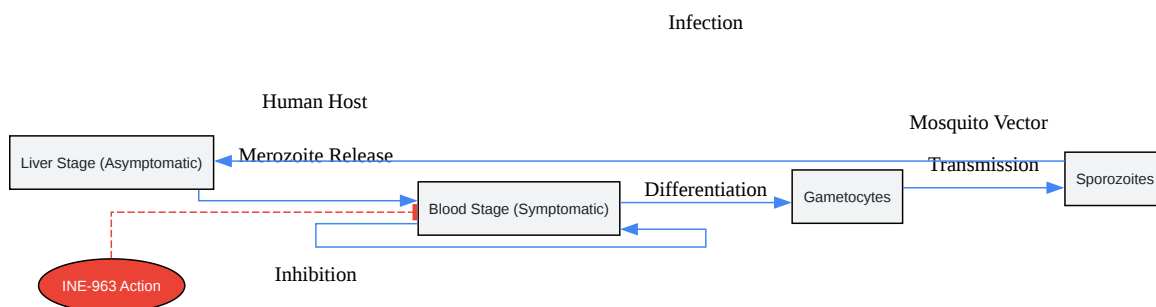 Infection
Human Host
Mosquito Vector
Liver Stage (Asymptomatic)
Merozoite Release
Transmission
Sporozoites
Differentiation
Gametocytes
Blood Stage (Symptomatic)
Inhibition
INE-963 Action